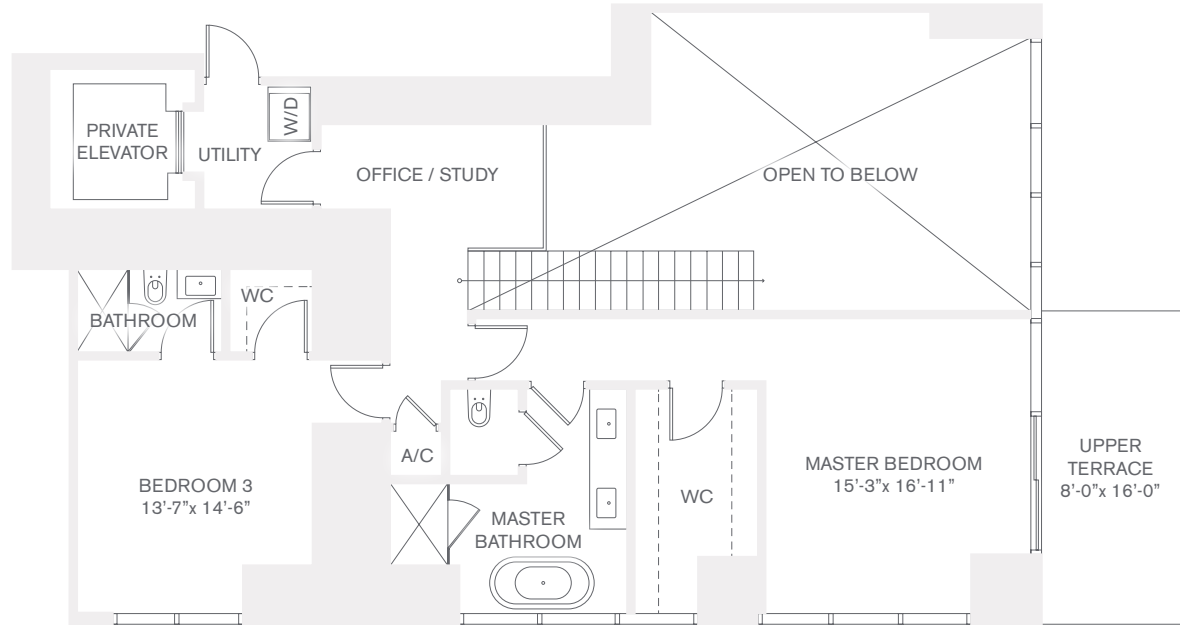 PRIVATE
ELEVATOR
UTILITY
W/D
OFFICE / STUDY
OPEN TO BELOW
BATHROOM
WC
BEDROOM 3
13'-7"x 14'-6"
A/C
MASTER
BATHROOM
WC
MASTER BEDROOM
15'-3"x 16'-11"
UPPER
TERRACE
8'-0"x 16'-0"